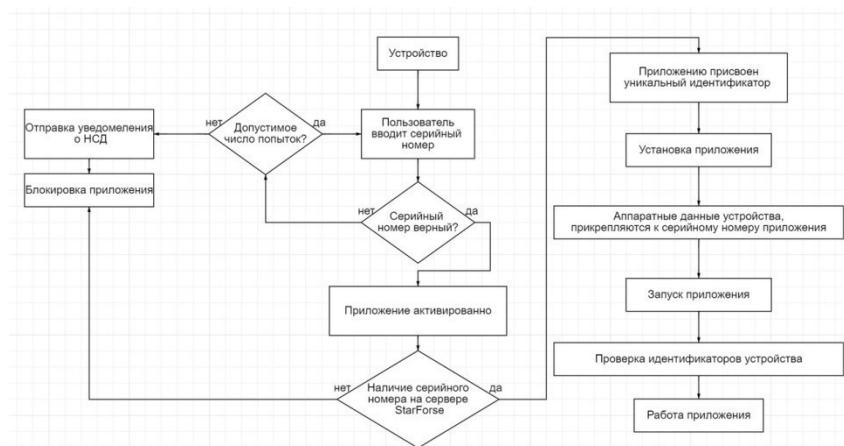 Устройство
Пользователь
вводит серийный
номер
Допустимое
число попыток?
нет
да
Отправка уведомления
о НСД
Блокировка приложения
Серийный
номер верный?
нет
да
Приложение активированно
Наличие серийного
номера на сервере
StarForse
нет
да
Приложению присвоен
уникальный идентификатор
Установка приложения
Аппаратные данные устройства,
прикрепляются к серийному номеру приложения
Запуск приложения
Проверка идентификаторов устройства
Работа приложения